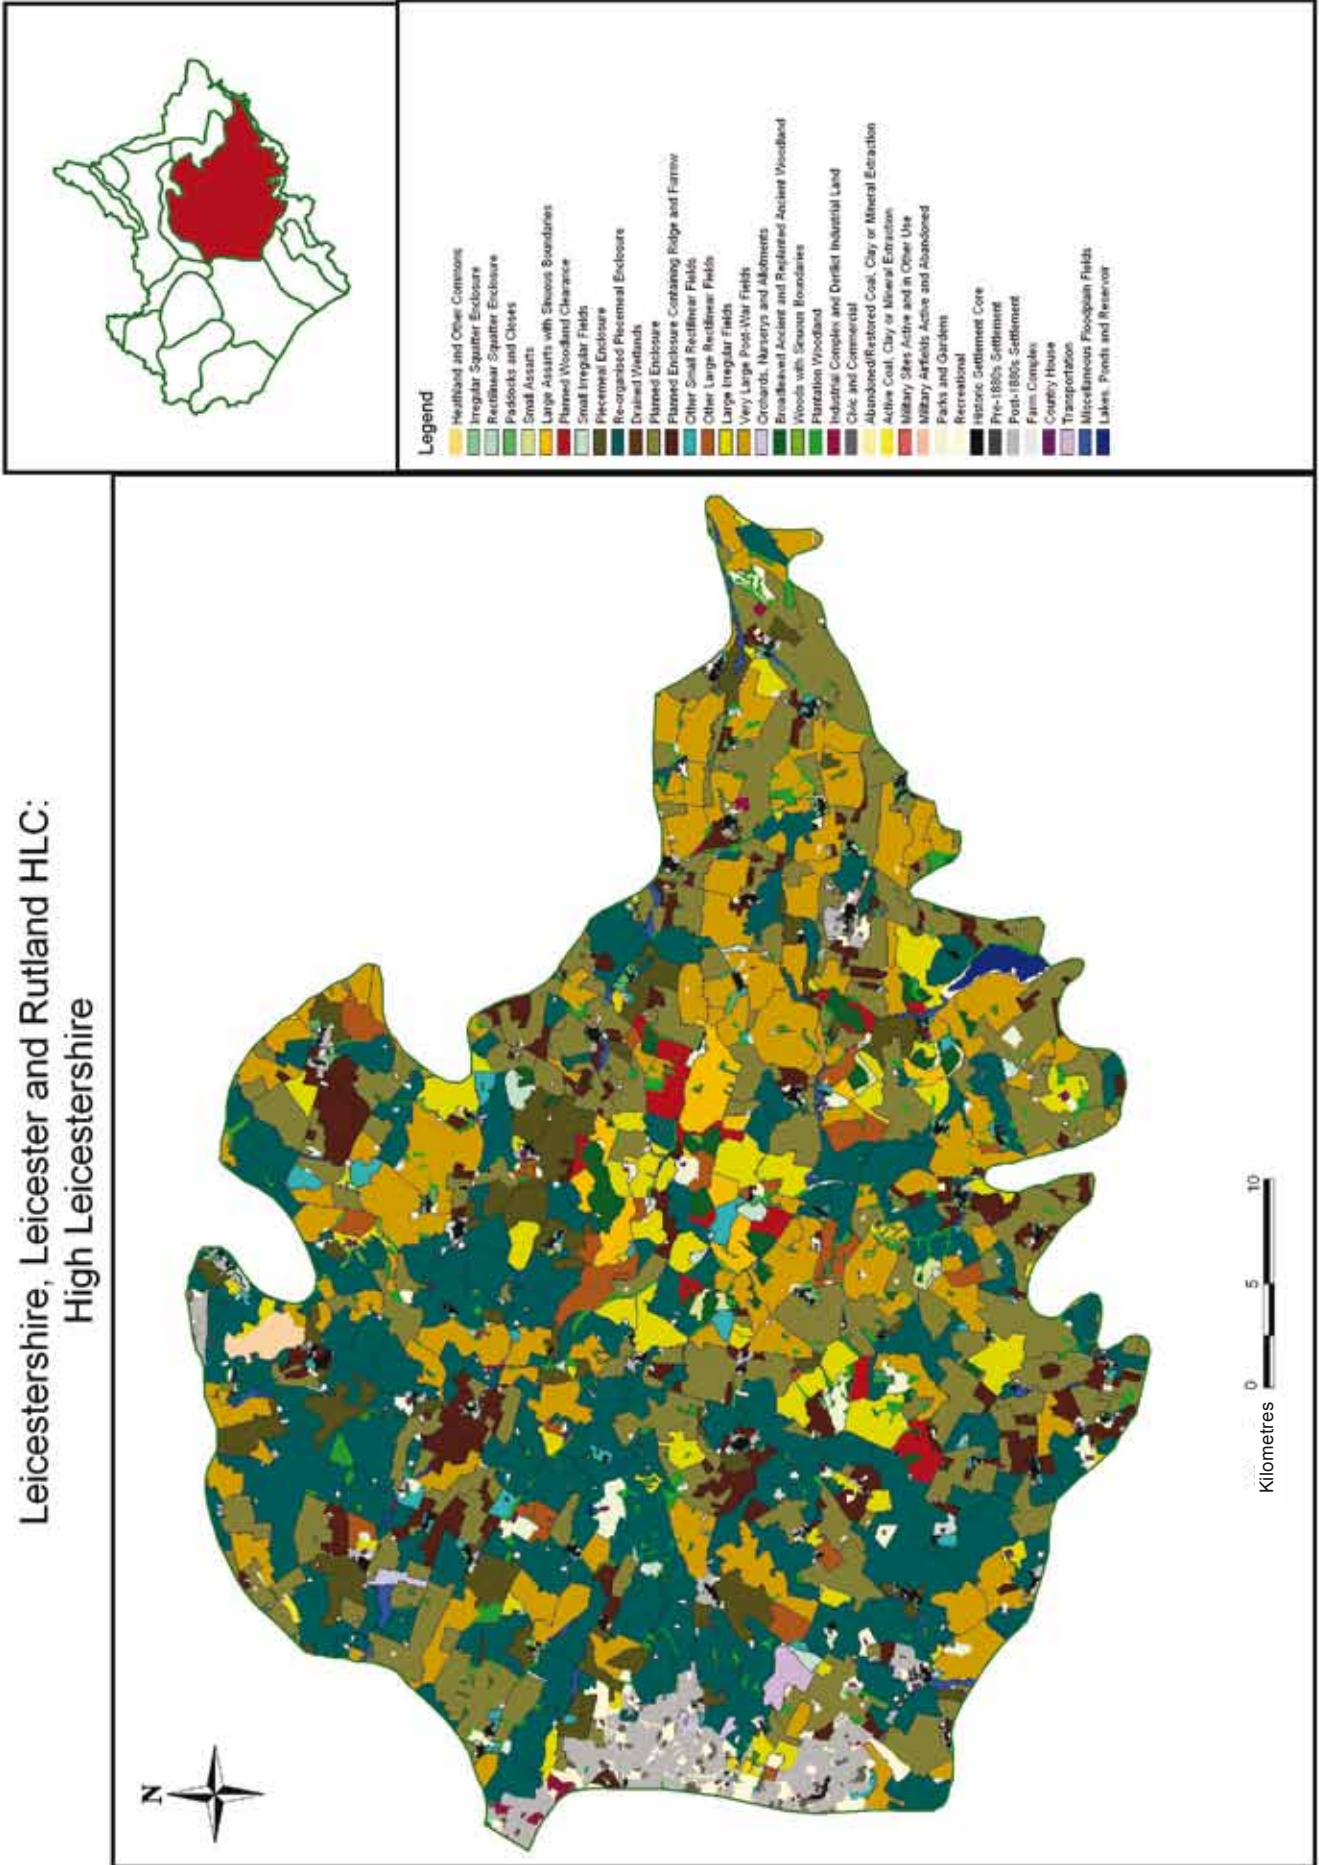 Leicestershire, Leicester and Rutland HLC:
High Leicestershire
N
Legend
Heathland and Other Commons
Irregular Squatter Enclosure
Rectilinear Squatter Enclosure
Paddocks and Closes
Small Assarts
Large Assarts with Sinuous Boundaries
Planned Woodland Clearance
Small Irregular Fields
Piecemeal Enclosure
Re-organised Piecemeal Enclosure
Drained Wetlands
Planned Enclosure
Planned Enclosure Containing Ridge and Furrow
Other Small Rectilinear Fields
Other Large Rectilinear Fields
Large Irregular Fields
Very Large Post-War Fields
Orchards, Nurserys and Allotments
Broadleaved Ancient and Replanted Ancient Woodland
Woods with Sinuous Boundaries
Plantation Woodland
Industrial Complex and Derilict Industrial Land
Civic and Commercial
Abandoned/Restored Coal, Clay or Mineral Extraction
Active Coal, Clay or Mineral Extraction
Military Sites Active and in Other Use
Military Airfields Active and Abandoned
Parks and Gardens
Recreational
Historic Settlement Core
Pre-1880s Settlement
Post-1880s Settlement
Farm Complex
Country House
Transportation
Miscellaneous Floodplain Fields
Lakes, Ponds and Reservoir
0 5 10
Kilometres